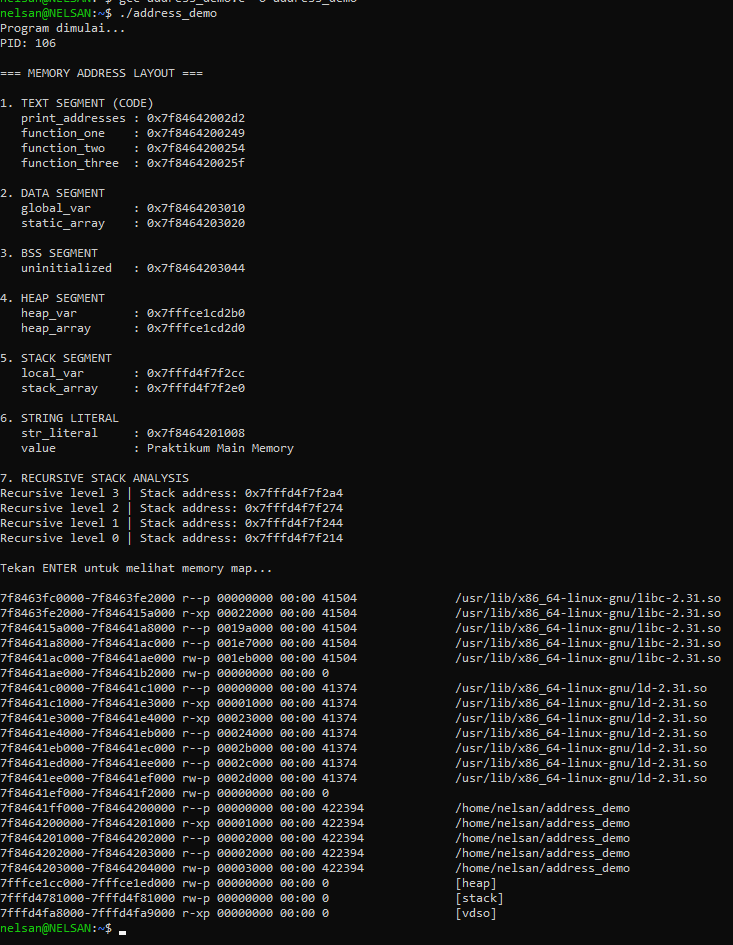 nelsan@NELSAN:~$ ./address_demo
Program dimulai...
PID: 106
=== MEMORY ADDRESS LAYOUT ===
1. TEXT SEGMENT (CODE)
print_addresses : 0x7f84642002d2
function_one : 0x7f8464200249
function_two : 0x7f8464200254
function_three : 0x7f846420025f
2. DATA SEGMENT
global_var : 0x7f8464203010
static_array : 0x7f8464203020
3. BSS SEGMENT
uninitialized : 0x7f8464203044
4. HEAP SEGMENT
heap_var : 0x7fffce1cd2b0
heap_array : 0x7fffce1cd2d0
5. STACK SEGMENT
local_var : 0x7fffd4f7f2cc
stack_array : 0x7fffd4f7f2e0
6. STRING LITERAL
str_literal : 0x7f8464201008
value : Praktikum Main Memory
7. RECURSIVE STACK ANALYSIS
Recursive level 3 | Stack address: 0x7fffd4f7f2a4
Recursive level 2 | Stack address: 0x7fffd4f7f274
Recursive level 1 | Stack address: 0x7fffd4f7f244
Recursive level 0 | Stack address: 0x7fffd4f7f214
Tekan ENTER untuk melihat memory map...
7f8463fc0000-7f8463fe2000 r--p 00000000 00:00 41504 /usr/lib/x86_64-linux-gnu/libc-2.31.so
7f8463fe2000-7f846415a000 r-xp 00022000 00:00 41504 /usr/lib/x86_64-linux-gnu/libc-2.31.so
7f846415a000-7f84641a8000 r--p 0019a000 00:00 41504 /usr/lib/x86_64-linux-gnu/libc-2.31.so
7f84641a8000-7f84641ac000 r--p 001e7000 00:00 41504 /usr/lib/x86_64-linux-gnu/libc-2.31.so
7f84641ac000-7f84641ae000 rw-p 001eb000 00:00 41504 /usr/lib/x86_64-linux-gnu/libc-2.31.so
7f84641ae000-7f84641b2000 rw-p 00000000 00:00 0
7f84641c0000-7f84641c1000 r--p 00000000 00:00 41374 /usr/lib/x86_64-linux-gnu/ld-2.31.so
7f84641c1000-7f84641e3000 r-xp 00001000 00:00 41374 /usr/lib/x86_64-linux-gnu/ld-2.31.so
7f84641e3000-7f84641e4000 r-xp 00023000 00:00 41374 /usr/lib/x86_64-linux-gnu/ld-2.31.so
7f84641e4000-7f84641eb000 r--p 00024000 00:00 41374 /usr/lib/x86_64-linux-gnu/ld-2.31.so
7f84641eb000-7f84641ec000 r--p 0002b000 00:00 41374 /usr/lib/x86_64-linux-gnu/ld-2.31.so
7f84641ed000-7f84641ee000 r--p 0002c000 00:00 41374 /usr/lib/x86_64-linux-gnu/ld-2.31.so
7f84641ee000-7f84641ef000 rw-p 0002d000 00:00 41374 /usr/lib/x86_64-linux-gnu/ld-2.31.so
7f84641ef000-7f84641f2000 rw-p 00000000 00:00 0
7f84641ff000-7f8464200000 r--p 00000000 00:00 422394 /home/nelsan/address_demo
7f8464200000-7f8464201000 r-xp 00001000 00:00 422394 /home/nelsan/address_demo
7f8464201000-7f8464202000 r--p 00002000 00:00 422394 /home/nelsan/address_demo
7f8464202000-7f8464203000 r--p 00002000 00:00 422394 /home/nelsan/address_demo
7f8464203000-7f8464204000 rw-p 00003000 00:00 422394 /home/nelsan/address_demo
7fffce1cc000-7fffce1ed000 rw-p 00000000 00:00 0 [heap]
7fffd4781000-7fffd4f81000 rw-p 00000000 00:00 0 [stack]
7fffd4fa8000-7fffd4fa9000 r-xp 00000000 00:00 0 [vdso]
nelsan@NELSAN:~$